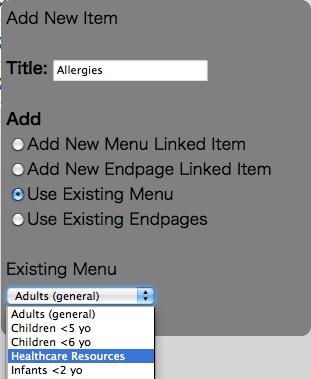 Add New Item
Title: Allergies
Add
Add New Menu Linked Item
Add New Endpage Linked Item
Use Existing Menu
Use Existing Endpages
Existing Menu
Adults (general)
Adults (general)
Children <5 yo
Children <6 yo
Healthcare Resources
Infants <2 yo